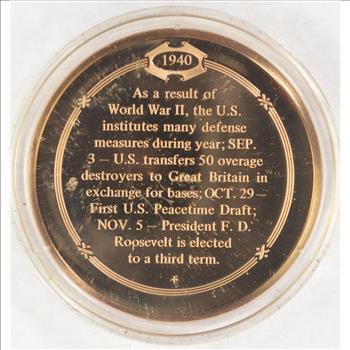 1940
As a result of
World War II, the U.S.
institutes many defense
measures during year; SEP.
3 – U.S. transfers 50 overage
destroyers to Great Britain in
exchange for bases; OCT. 29 –
First U.S. Peacetime Draft;
NOV. 5 – President F. D.
Roosevelt is elected
to a third term.